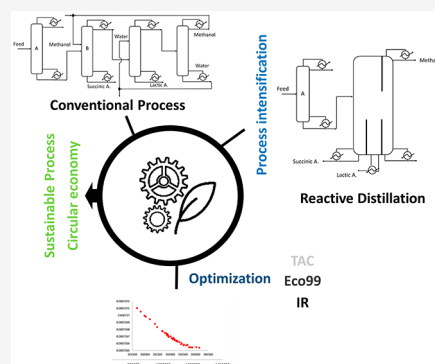 Feed
A
Methanol
B
Water
Methanol
Water
Succinic A.
Lactic A.
Conventional Process
Process intensification
Feed
A
Methan
Succinic A.
Lactic A.
Reactive Distillation
Sustainable Process
Circular economy
Optimization
TAC
Eco99
IR